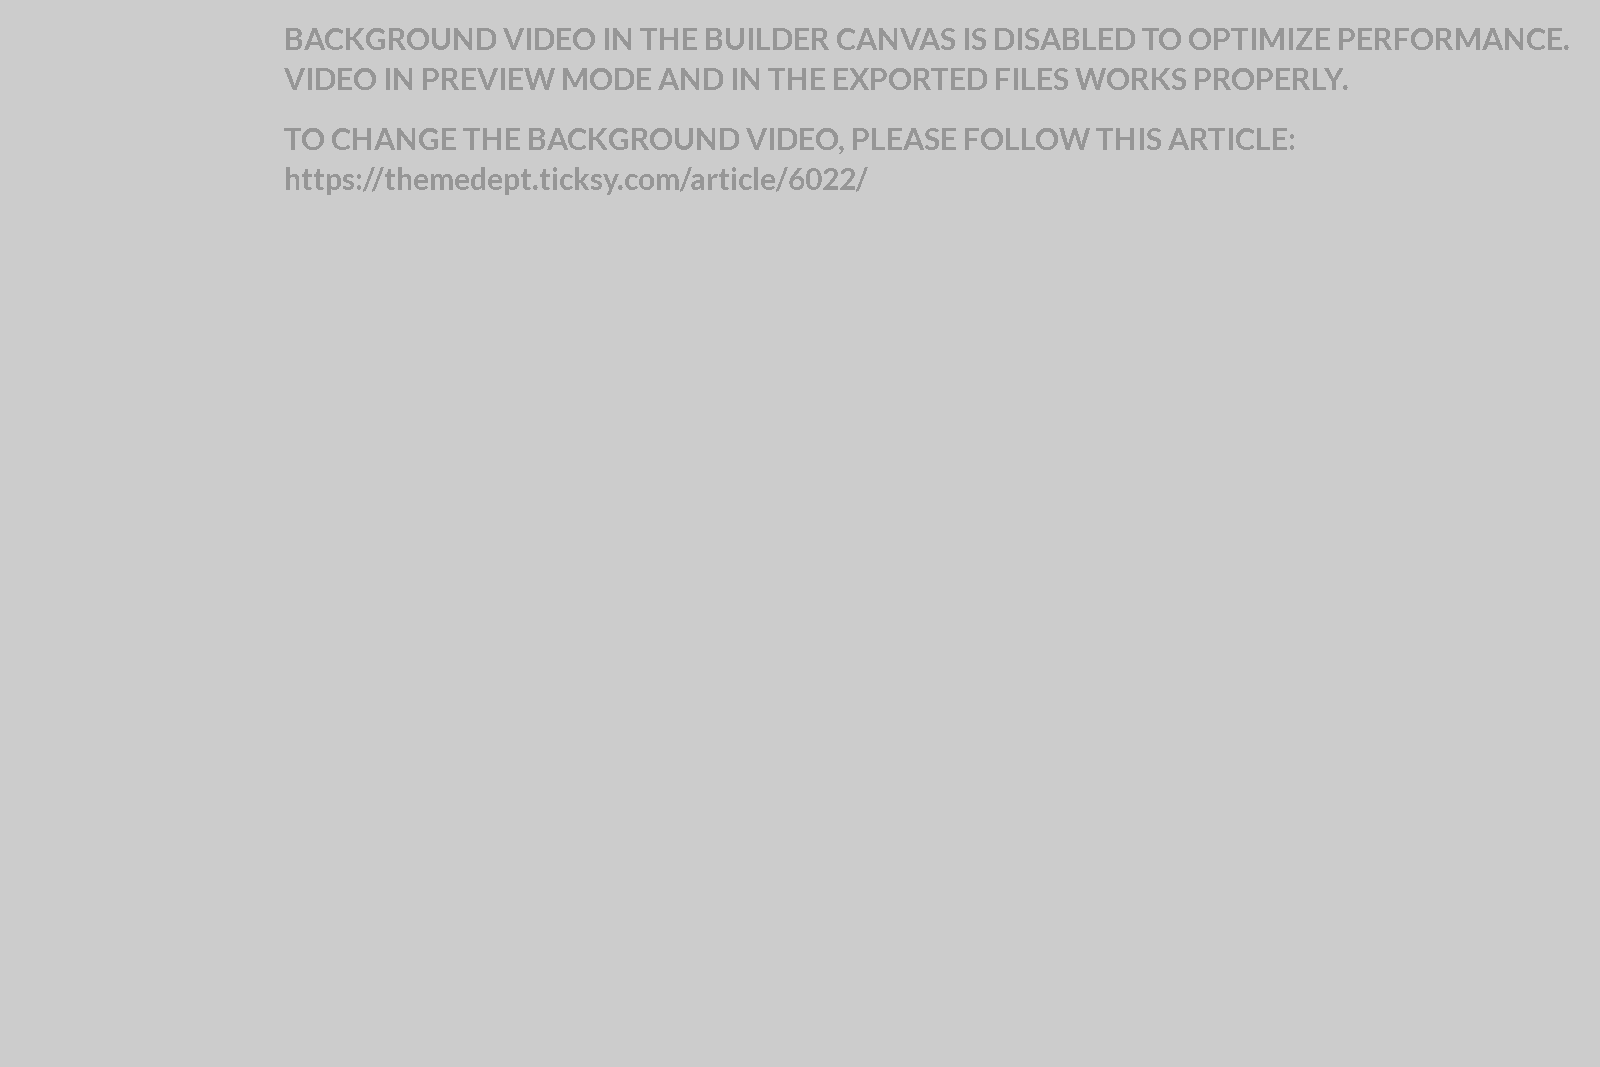 BACKGROUND VIDEO IN THE BUILDER CANVAS IS DISABLED TO OPTIMIZE PERFORMANCE.
VIDEO IN PREVIEW MODE AND IN THE EXPORTED FILES WORKS PROPERLY.
TO CHANGE THE BACKGROUND VIDEO, PLEASE FOLLOW THIS ARTICLE:
https://themedept.ticksy.com/article/6022/